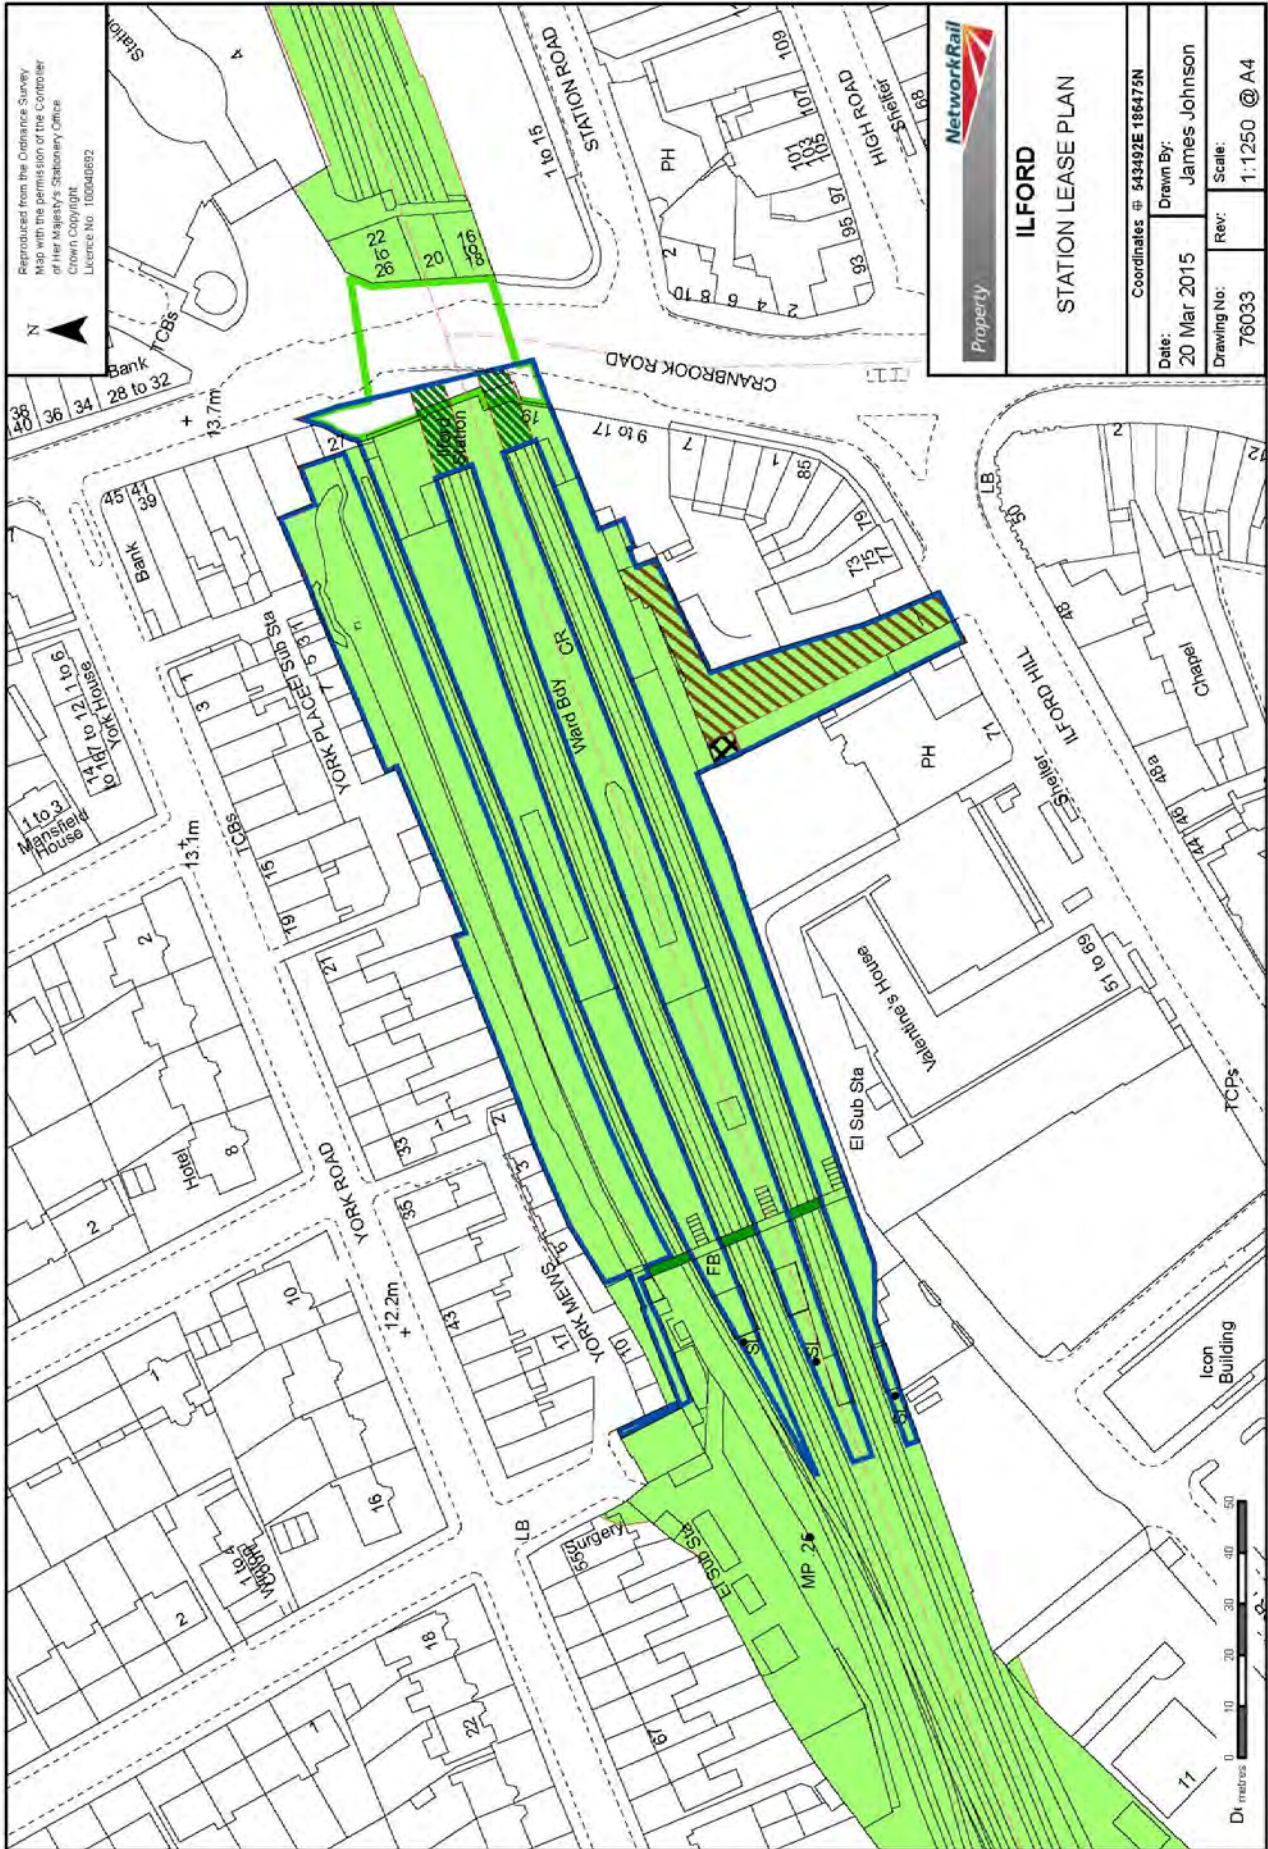 Reproduced from the Ordnance Survey
Map with the permission of the Controller
of Her Majesty's Stationery Office
Crown Copyright
Licence No. 100040692
N
NetworkRail
Property
ILFORD
STATION LEASE PLAN
Coordinates @ 543492E 186475N
Date:
20 Mar 2015
Drawn By:
James Johnson
Drawing No:
76033
Rev:
Scale:
1:1250 @ A4
Station
4
STATION ROAD
1 to 15
22
to
26
20
16
to
18
PH
109
107
105
103
101
97
95
93
HIGH ROAD
Shelter
68
2
10
8
6
4
2
CRANBROOK ROAD
TCBs
Bank
28 to 32
34
36
38
40
13.7m
27
Ilford
Station
19
9 to 17
7
1
85
79
77
75
73
45
41
39
Bank
El Sub Sta
YORK PLACE
31
5
7
1
3
14
1 to 6
York House
1 to 3
Mansfield
House
13.1m
TCBs
15
19
21
2
Ward Bdy
CR
LB
50
2
12
48
Chapel
48a
46
44
ILFORD HILL
Shelter
71
PH
Valentine's House
51 to 69
El Sub Sta
TCPs
Hotel
8
2
YORK ROAD
33
1
2
3
6
35
43
YORK MEWS
17
10
12.2m
10
1
FB
SL
SL
SL
Icon
Building
16
LB
Surgery
55
El Sub Sta
MP .25
1 to 4
2
18
22
1
67
11
0
10
20
30
40
50
metres